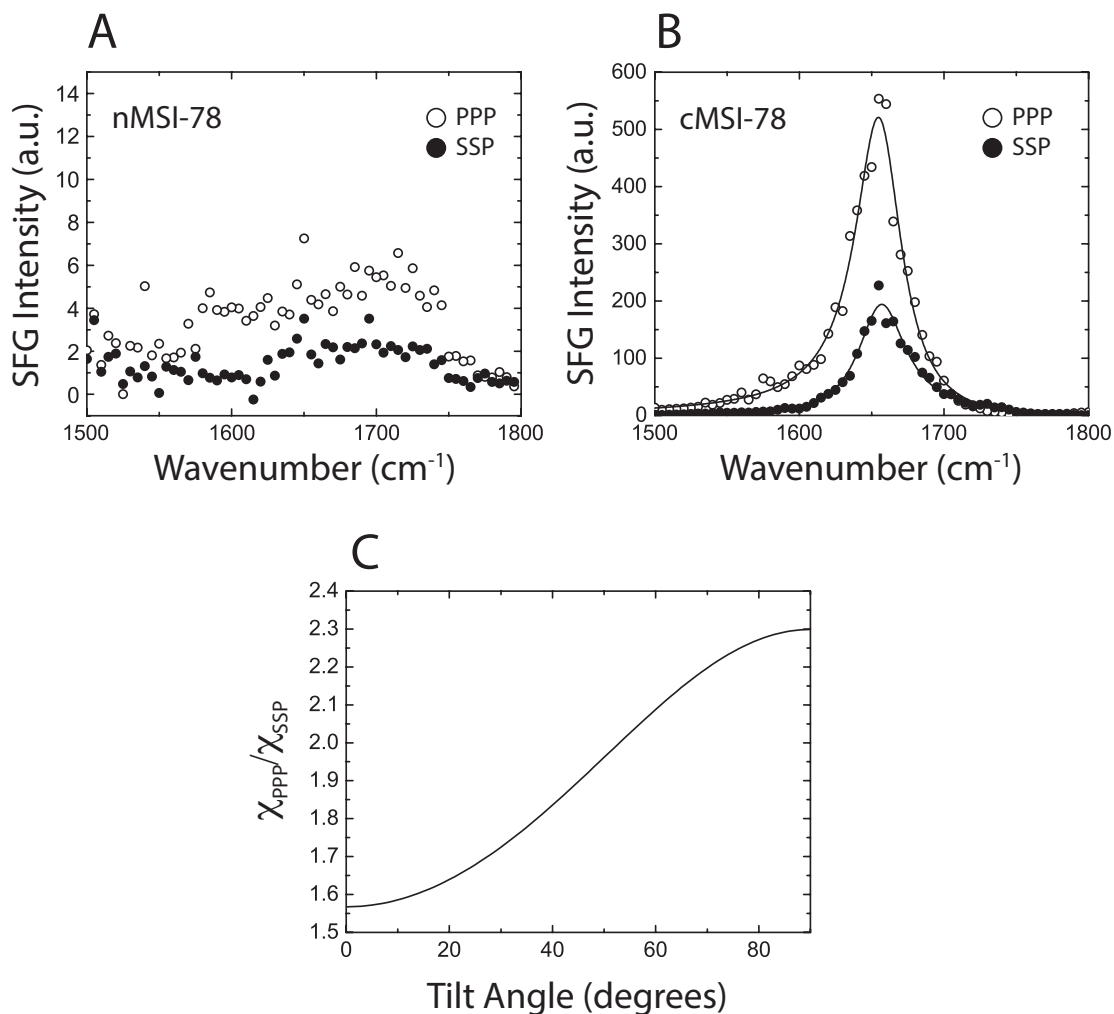 A
nMSI-78
PPP
SSP
SFG Intensity (a.u.)
14
12
10
8
6
4
2
0
1500
1600
1700
1800
Wavenumber (cm-1)
B
cMSI-78
PPP
SSP
SFG Intensity (a.u.)
600
500
400
300
200
100
0
1500
1600
1700
1800
Wavenumber (cm-1)
C
χPPP/χSSP
2.4
2.3
2.2
2.1
2.0
1.9
1.8
1.7
1.6
1.5
0
20
40
60
80
Tilt Angle (degrees)